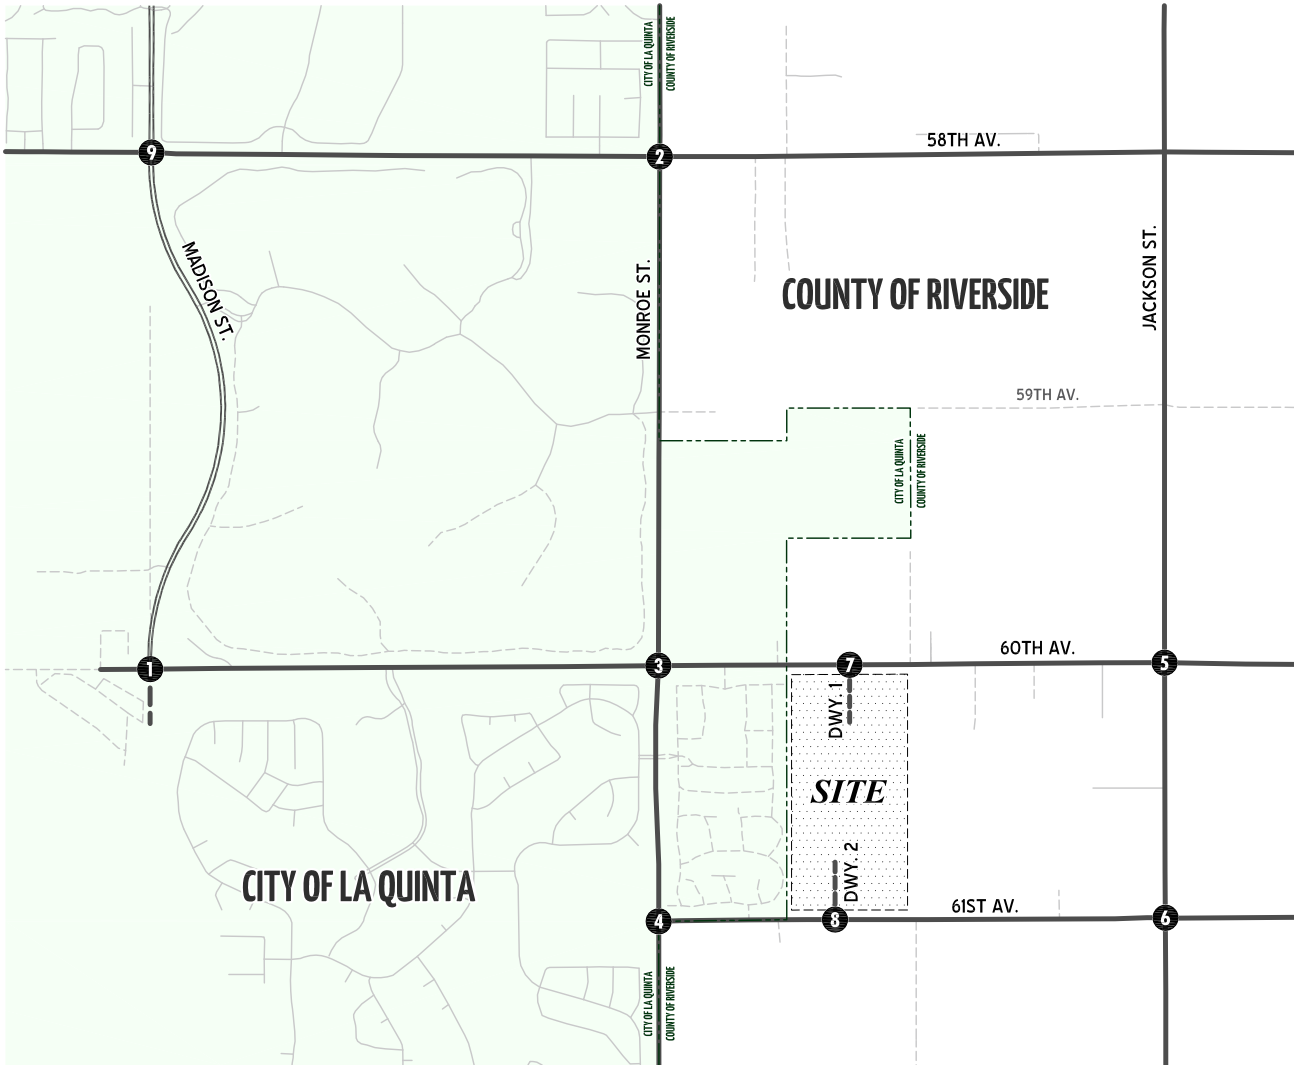 CITY OF LA QUINTA
COUNTY OF RIVERSIDE
58TH AV.
9
2
MADISON ST.
MONROE ST.
JACKSON ST.
COUNTY OF RIVERSIDE
59TH AV.
CITY OF LA QUINTA
COUNTY OF RIVERSIDE
60TH AV.
1
3
7
5
DWY. 1
SITE
DWY. 2
CITY OF LA QUINTA
61ST AV.
4
8
6
CITY OF LA QUINTA
COUNTY OF RIVERSIDE